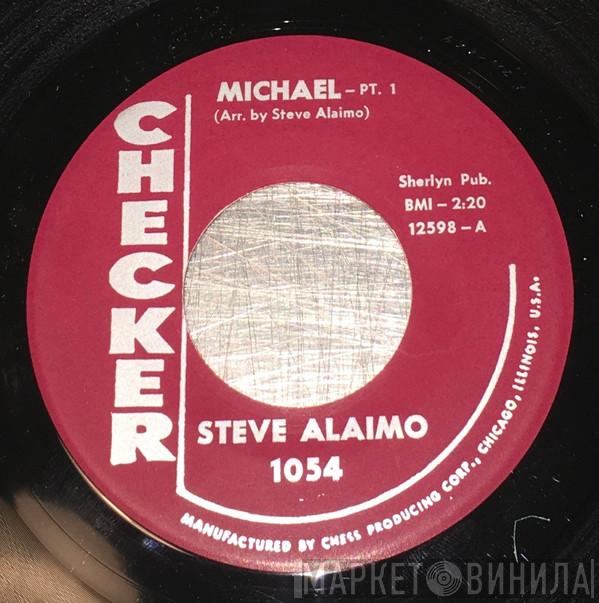 MICHAEL – PT. 1
(Arr. by Steve Alaimo)
CHECKER
Sherlyn Pub.
BMI – 2:20
12598 – A
STEVE ALAIMO
1054
MANUFACTURED BY CHESS PRODUCING CORP., CHICAGO, ILLINOIS, U.S.A.
МАРКЕТ ВИНИЛА